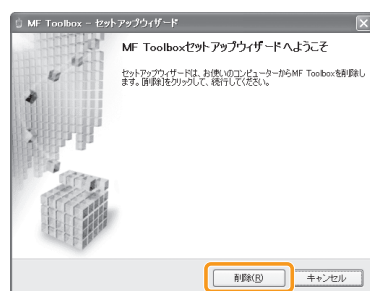 MF Toolbox - セットアップウィザード
MF Toolboxセットアップウィザードへようこそ
セットアップウィザードは、お使いのコンピューターからMF Toolboxを削除し
ます。[削除]をクリックして、続行してください。
削除(R)
キャンセル